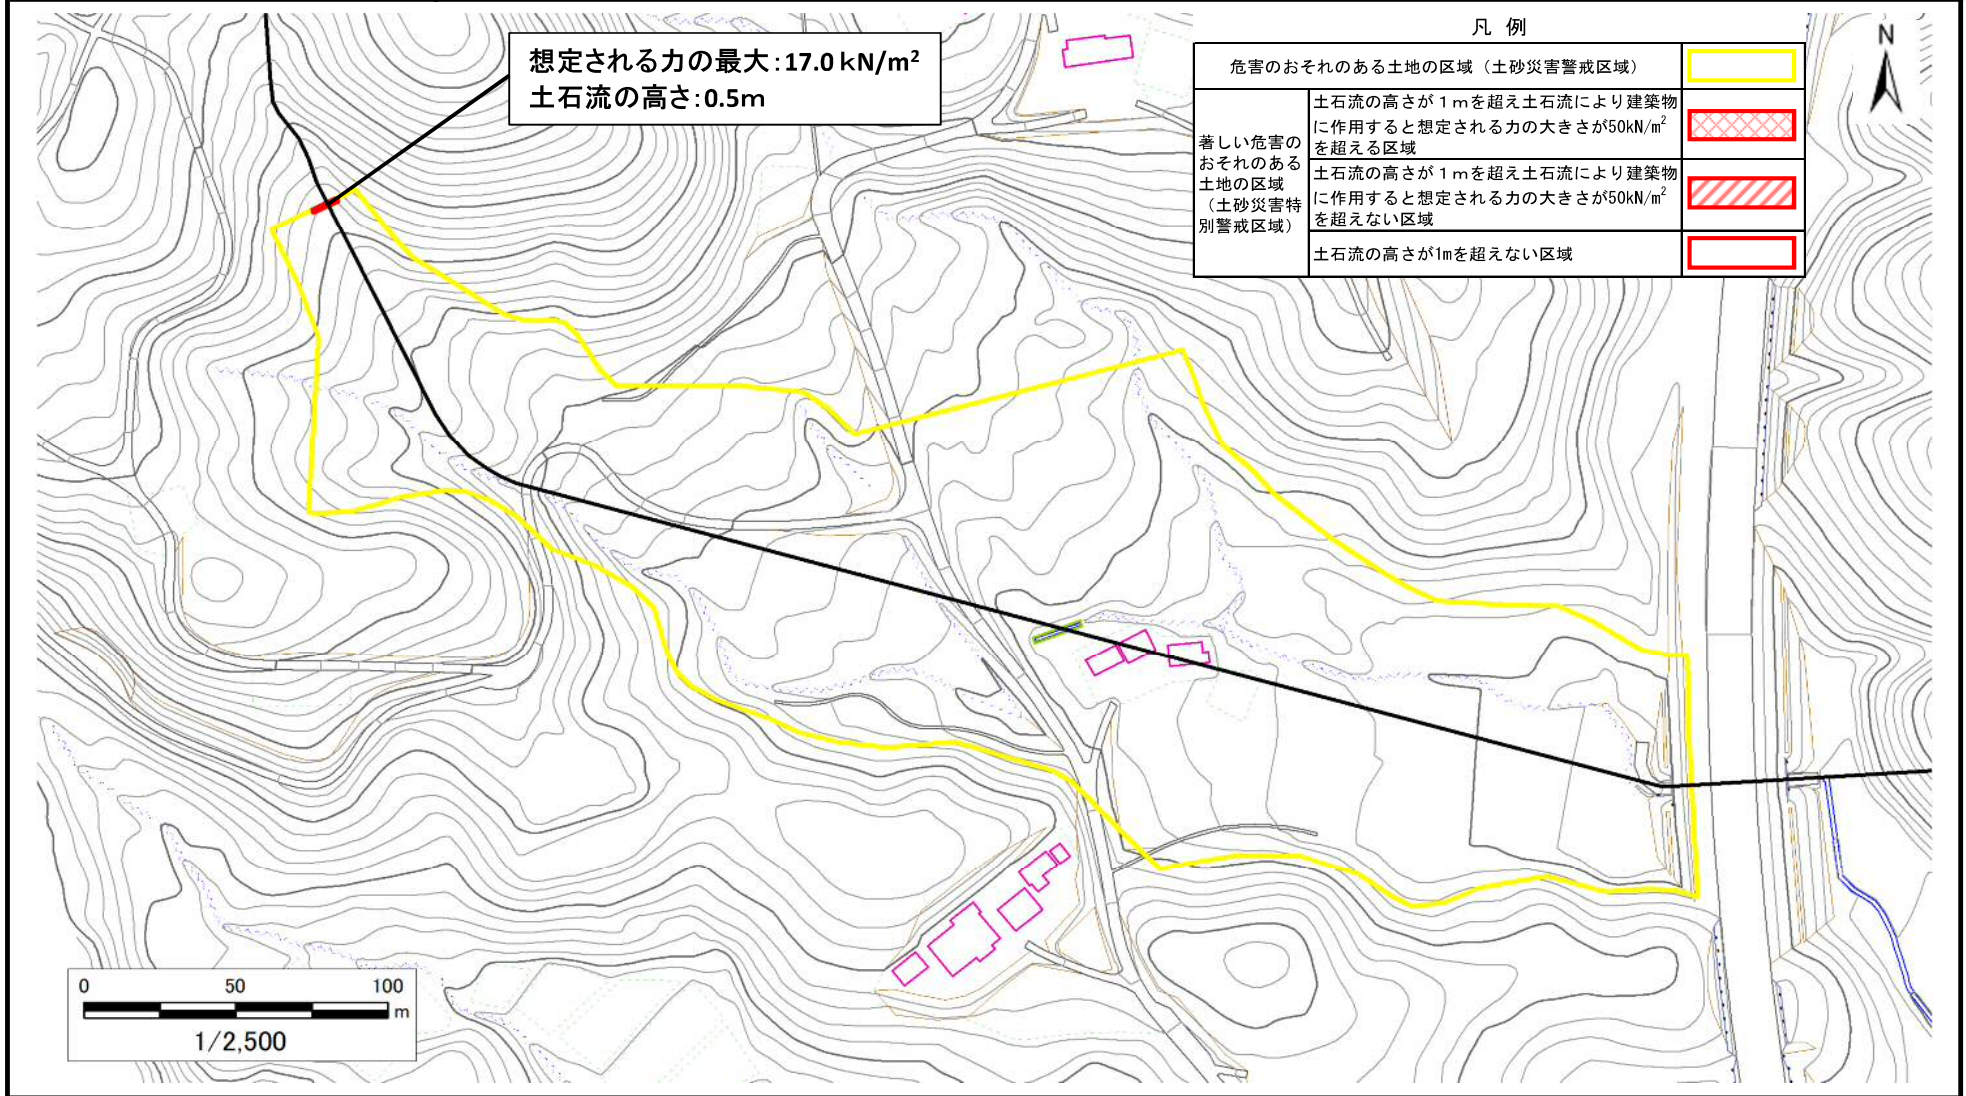 想定される力の最大:17.0 kN/m²
土石流の高さ:0.5m
凡 例
危害のおそれのある土地の区域（土砂災害警戒区域）
著しい危害の
おそれのある
土地の区域
（土砂災害特
別警戒区域）
土石流の高さが１ｍを超え土石流により建築物
に作用すると想定される力の大きさが50kN/m²
を超える区域
土石流の高さが１ｍを超え土石流により建築物
に作用すると想定される力の大きさが50kN/m²
を超えない区域
土石流の高さが1mを超えない区域
N
0 50 100
m
1/2,500